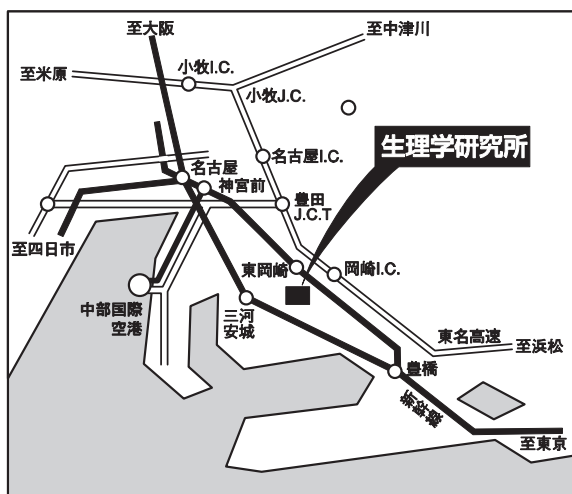 至大阪
至中津川
至米原
小牧I.C.
小牧J.C.
生理学研究所
名古屋I.C.
名古屋
神宮前
豊田
J.C.T
至四日市
東岡崎
岡崎I.C.
中部国際
空港
三河
安城
東名高速
至浜松
豊橋
新幹線
至東京